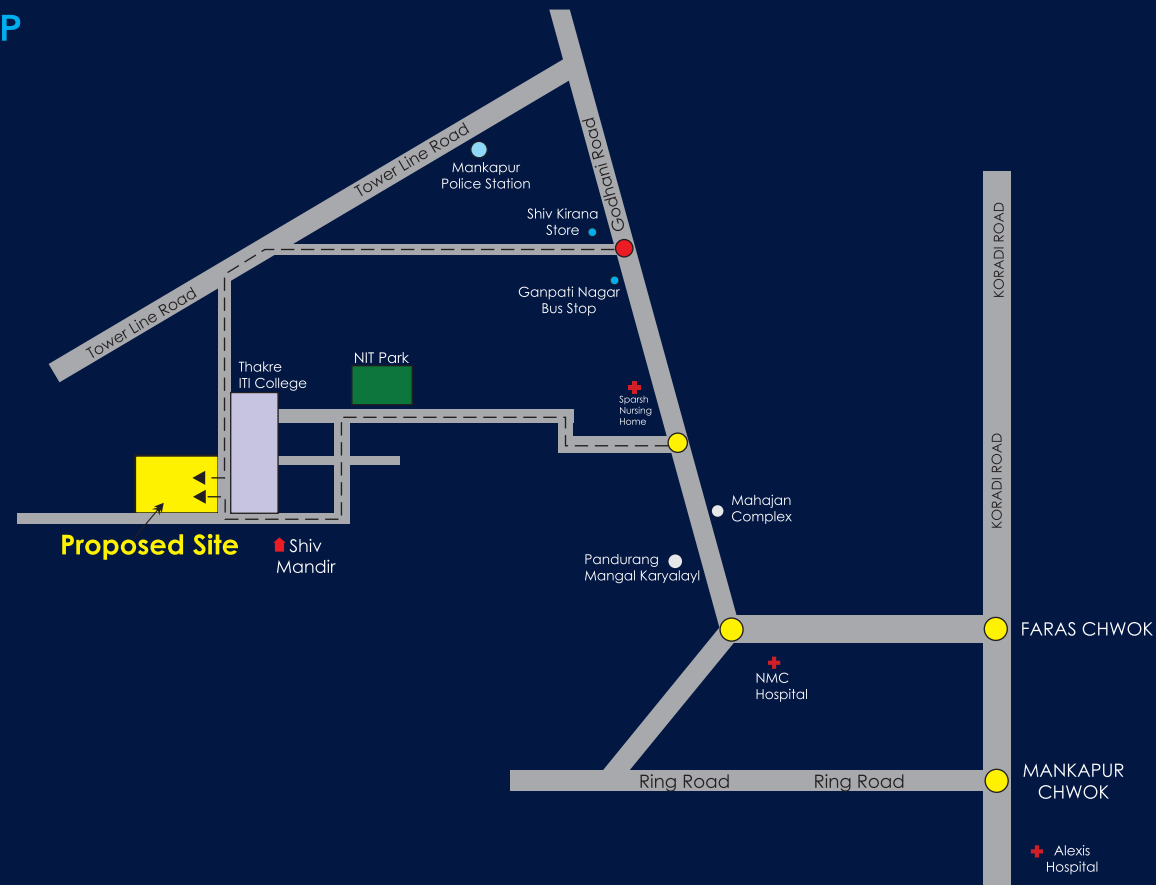 P
Tower Line Road
Godhani Road
Mankapur
Police Station
KORADI ROAD
Shiv Kirana
Store
Ganpati Nagar
Bus Stop
Tower Line Road
NIT Park
Thakre
ITI College
Sparsh
Nursing
Home
KORADI ROAD
Mahajan
Complex
Proposed Site
Shiv
Mandir
Pandurang
Mangal Karyalayl
FARAS CHWOK
NMC
Hospital
Ring Road
Ring Road
MANKAPUR
CHWOK
Alexis
Hospital